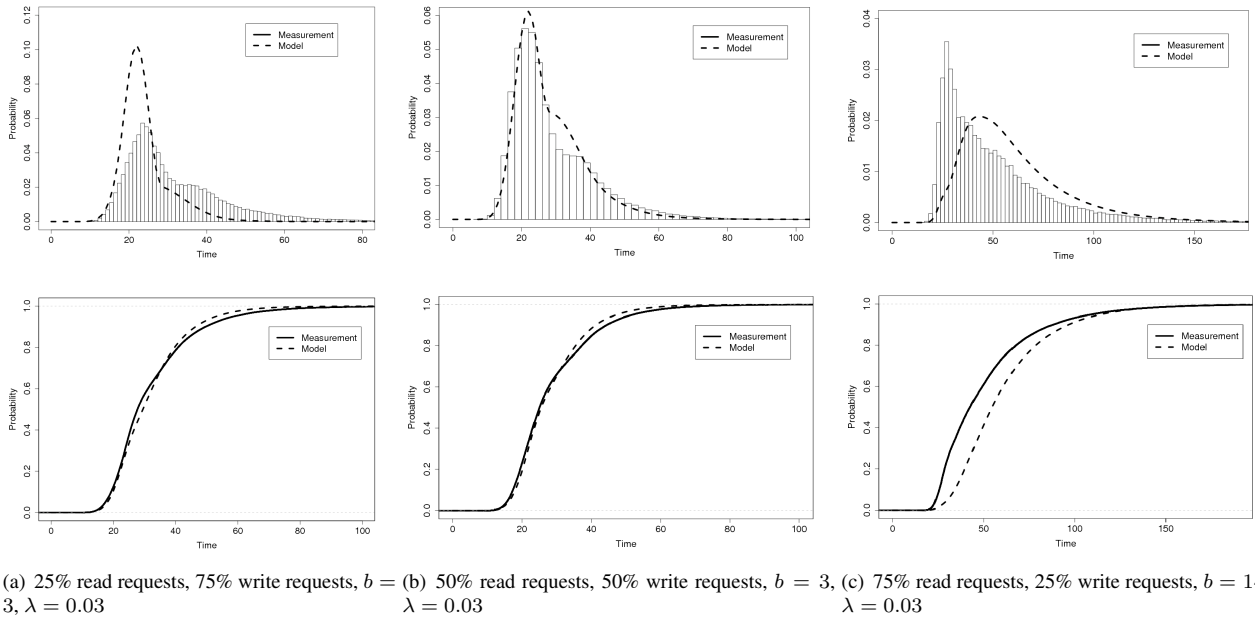 0.12
0.10
0.08
0.06
0.04
0.02
0.00
Probability
Measurement
Model
0 20 40 60 80
Time
0.06
0.05
0.04
0.03
0.02
0.01
0.00
Probability
Measurement
Model
0 20 40 60 80 100
Time
0.04
0.03
0.02
0.01
0.00
Probability
Measurement
Model
0 50 100 150
Time
1.0
0.8
0.6
0.4
0.2
0.0
Probability
Measurement
Model
0 20 40 60 80 100
Time
1.0
0.8
0.6
0.4
0.2
0.0
Probability
Measurement
Model
0 20 40 60 80 100
Time
1.0
0.8
0.6
0.4
0.2
0.0
Probability
Measurement
Model
0 50 100 150
Time
(a) 25% read requests, 75% write requests, b =
3, λ = 0.03
(b) 50% read requests, 50% write requests, b = 3,
λ = 0.03
(c) 75% read requests, 25% write requests, b =
λ = 0.03